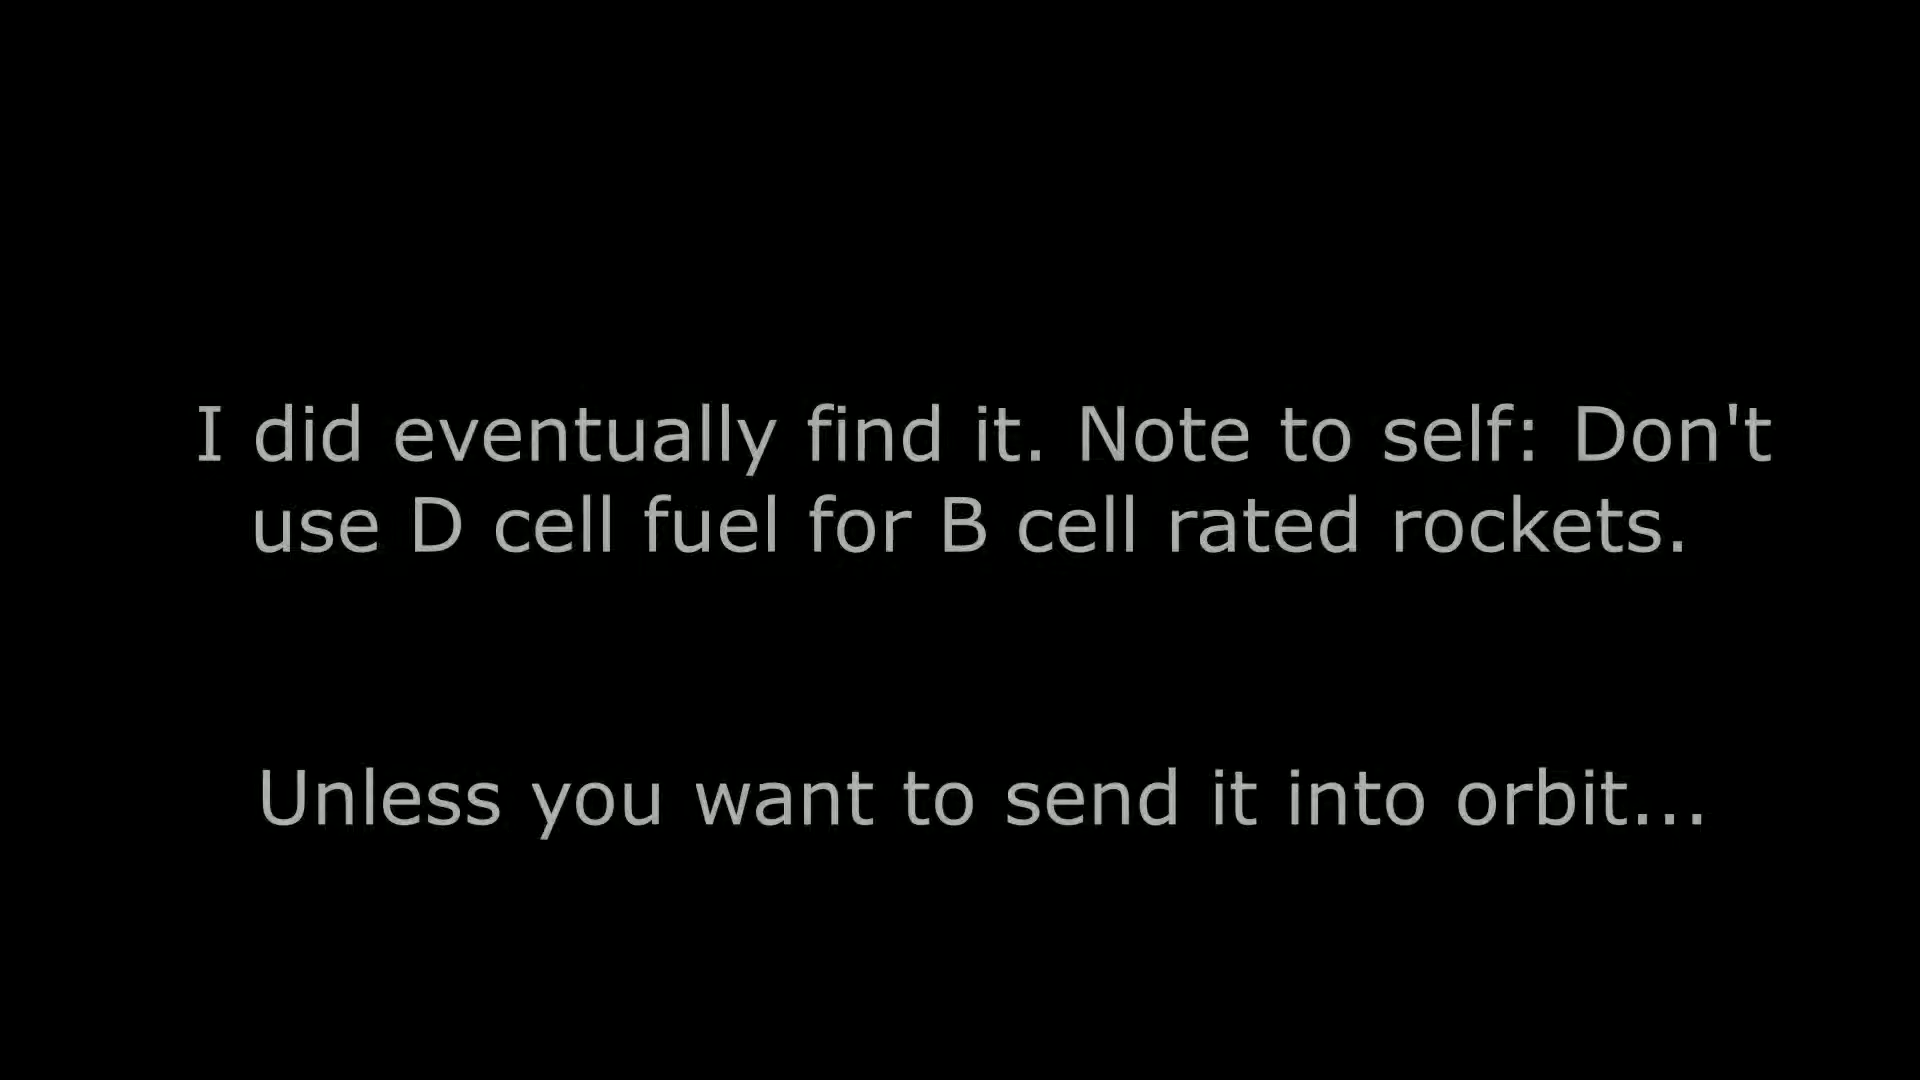 I did eventually find it. Note to self: Don't
use D cell fuel for B cell rated rockets.
Unless you want to send it into orbit...